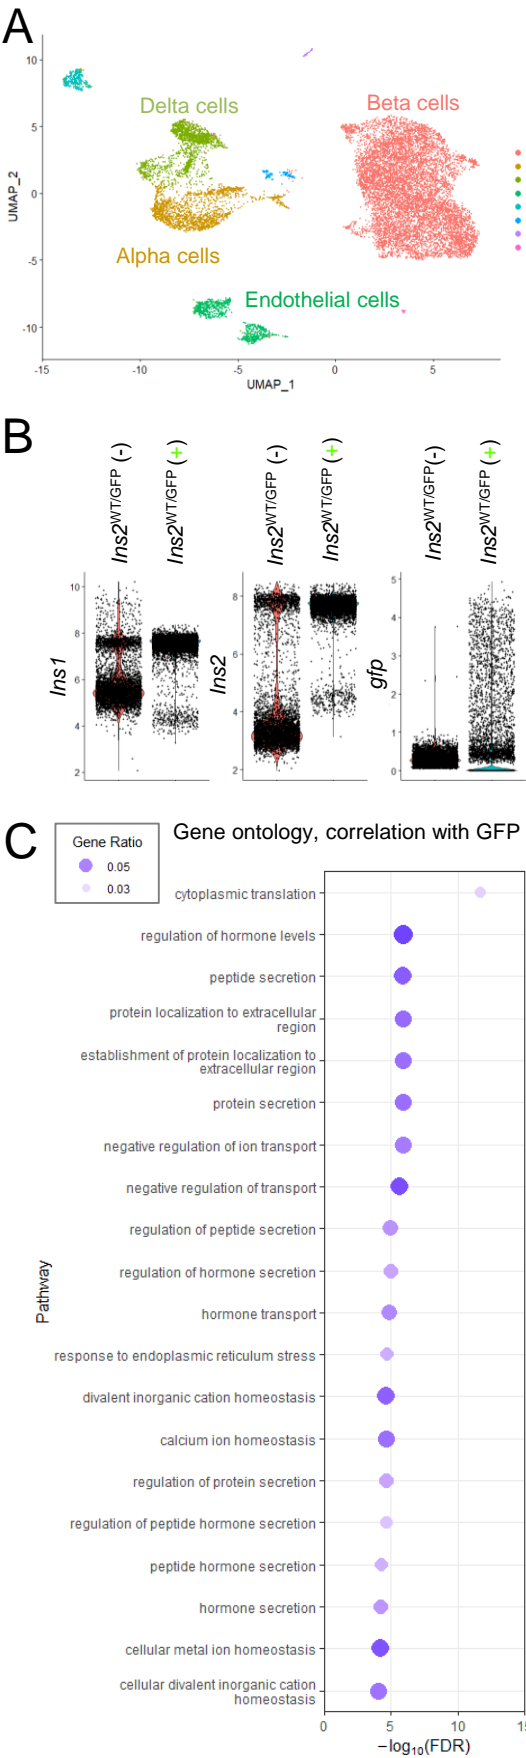 A
10
5
0
-5
-10
UMAP_2
Delta cells
Beta cells
Alpha cells
Endothelial cells
-15
-10
-5
0
5
UMAP_1
B
Ins2WT/GFP (-)
Ins2WT/GFP (+)
Ins2WT/GFP (-)
Ins2WT/GFP (+)
Ins2WT/GFP (-)
Ins2WT/GFP (+)
Ins1
10
8
6
4
2
Ins2
8
6
4
2
gfp
5
4
3
2
1
0
C
Gene Ratio
0.05
0.03
Gene ontology, correlation with GFP
Pathway
cytoplasmic translation
regulation of hormone levels
peptide secretion
protein localization to extracellular
region
establishment of protein localization to
extracellular region
protein secretion
negative regulation of ion transport
negative regulation of transport
regulation of peptide secretion
regulation of hormone secretion
hormone transport
response to endoplasmic reticulum stress
divalent inorganic cation homeostasis
calcium ion homeostasis
regulation of protein secretion
regulation of peptide hormone secretion
peptide hormone secretion
hormone secretion
cellular metal ion homeostasis
cellular divalent inorganic cation
homeostasis
0
5
10
15
−log10(FDR)